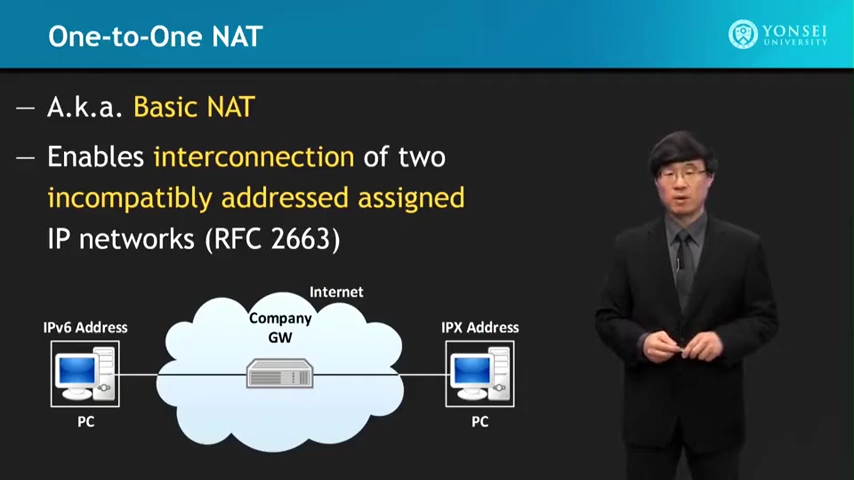 One-to-One NAT
YONSEI
UNIVERSITY
— A.k.a. Basic NAT
— Enables interconnection of two
incompatibly addressed assigned
IP networks (RFC 2663)
Internet
Company
GW
IPv6 Address
IPX Address
PC
PC